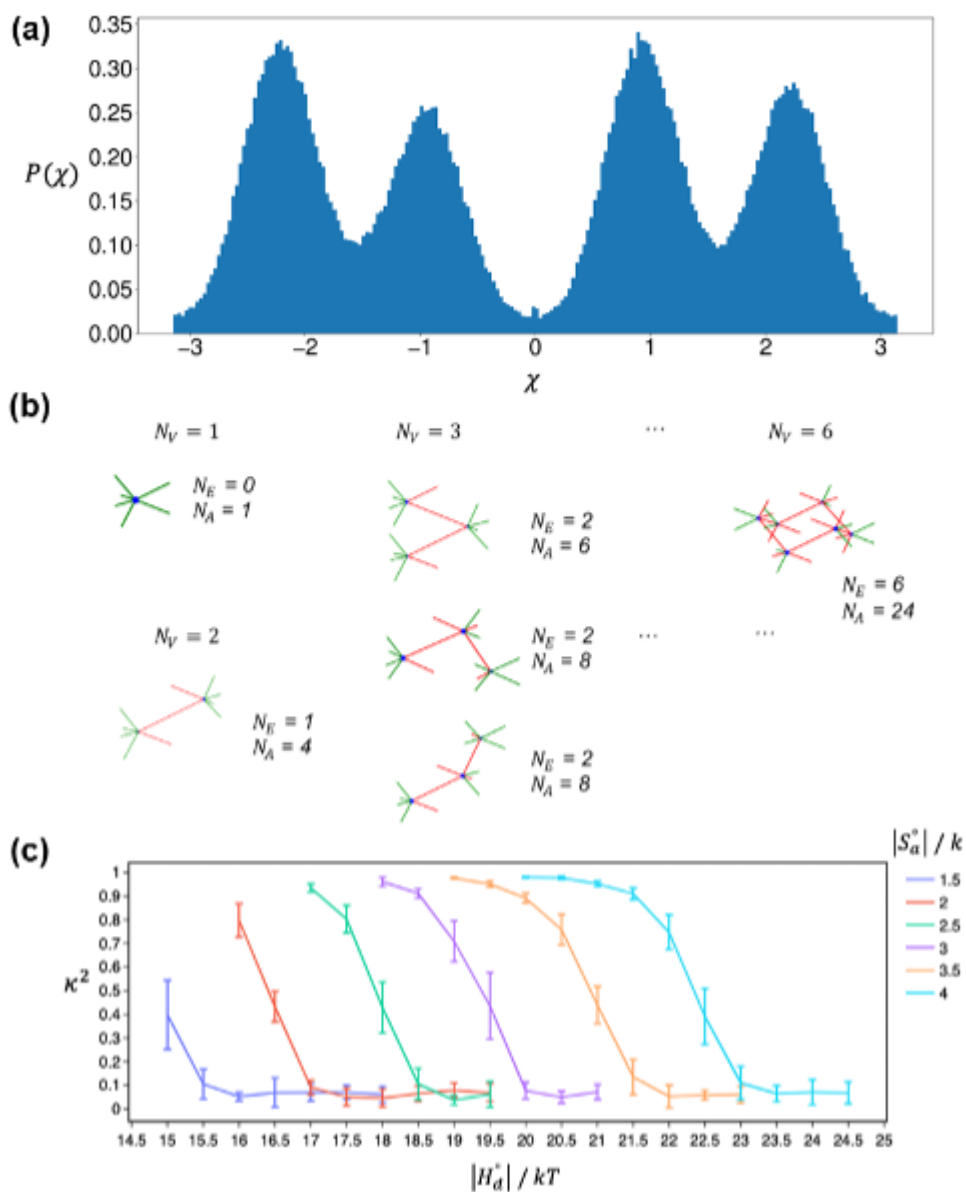 (a)
0.35
0.30
0.25
0.20
0.15
0.10
0.05
0.00
P(χ)
−3 −2 −1 0 1 2 3
χ
(b)
N_V = 1 N_V = 3 ... N_V = 6
N_E = 0
N_A = 1
N_E = 2
N_A = 6
N_E = 6
N_A = 24
N_V = 2
N_E = 2
N_A = 8
... ...
N_E = 1
N_A = 4
N_E = 2
N_A = 8
(c)
|S_a°| / k
1.5
2
2.5
3
3.5
4
1
0.9
0.8
0.7
0.6
0.5
0.4
0.3
0.2
0.1
0
κ²
14.5 15 15.5 16 16.5 17 17.5 18 18.5 19 19.5 20 20.5 21 21.5 22 22.5 23 23.5 24 24.5 25
|H_d°| / kT